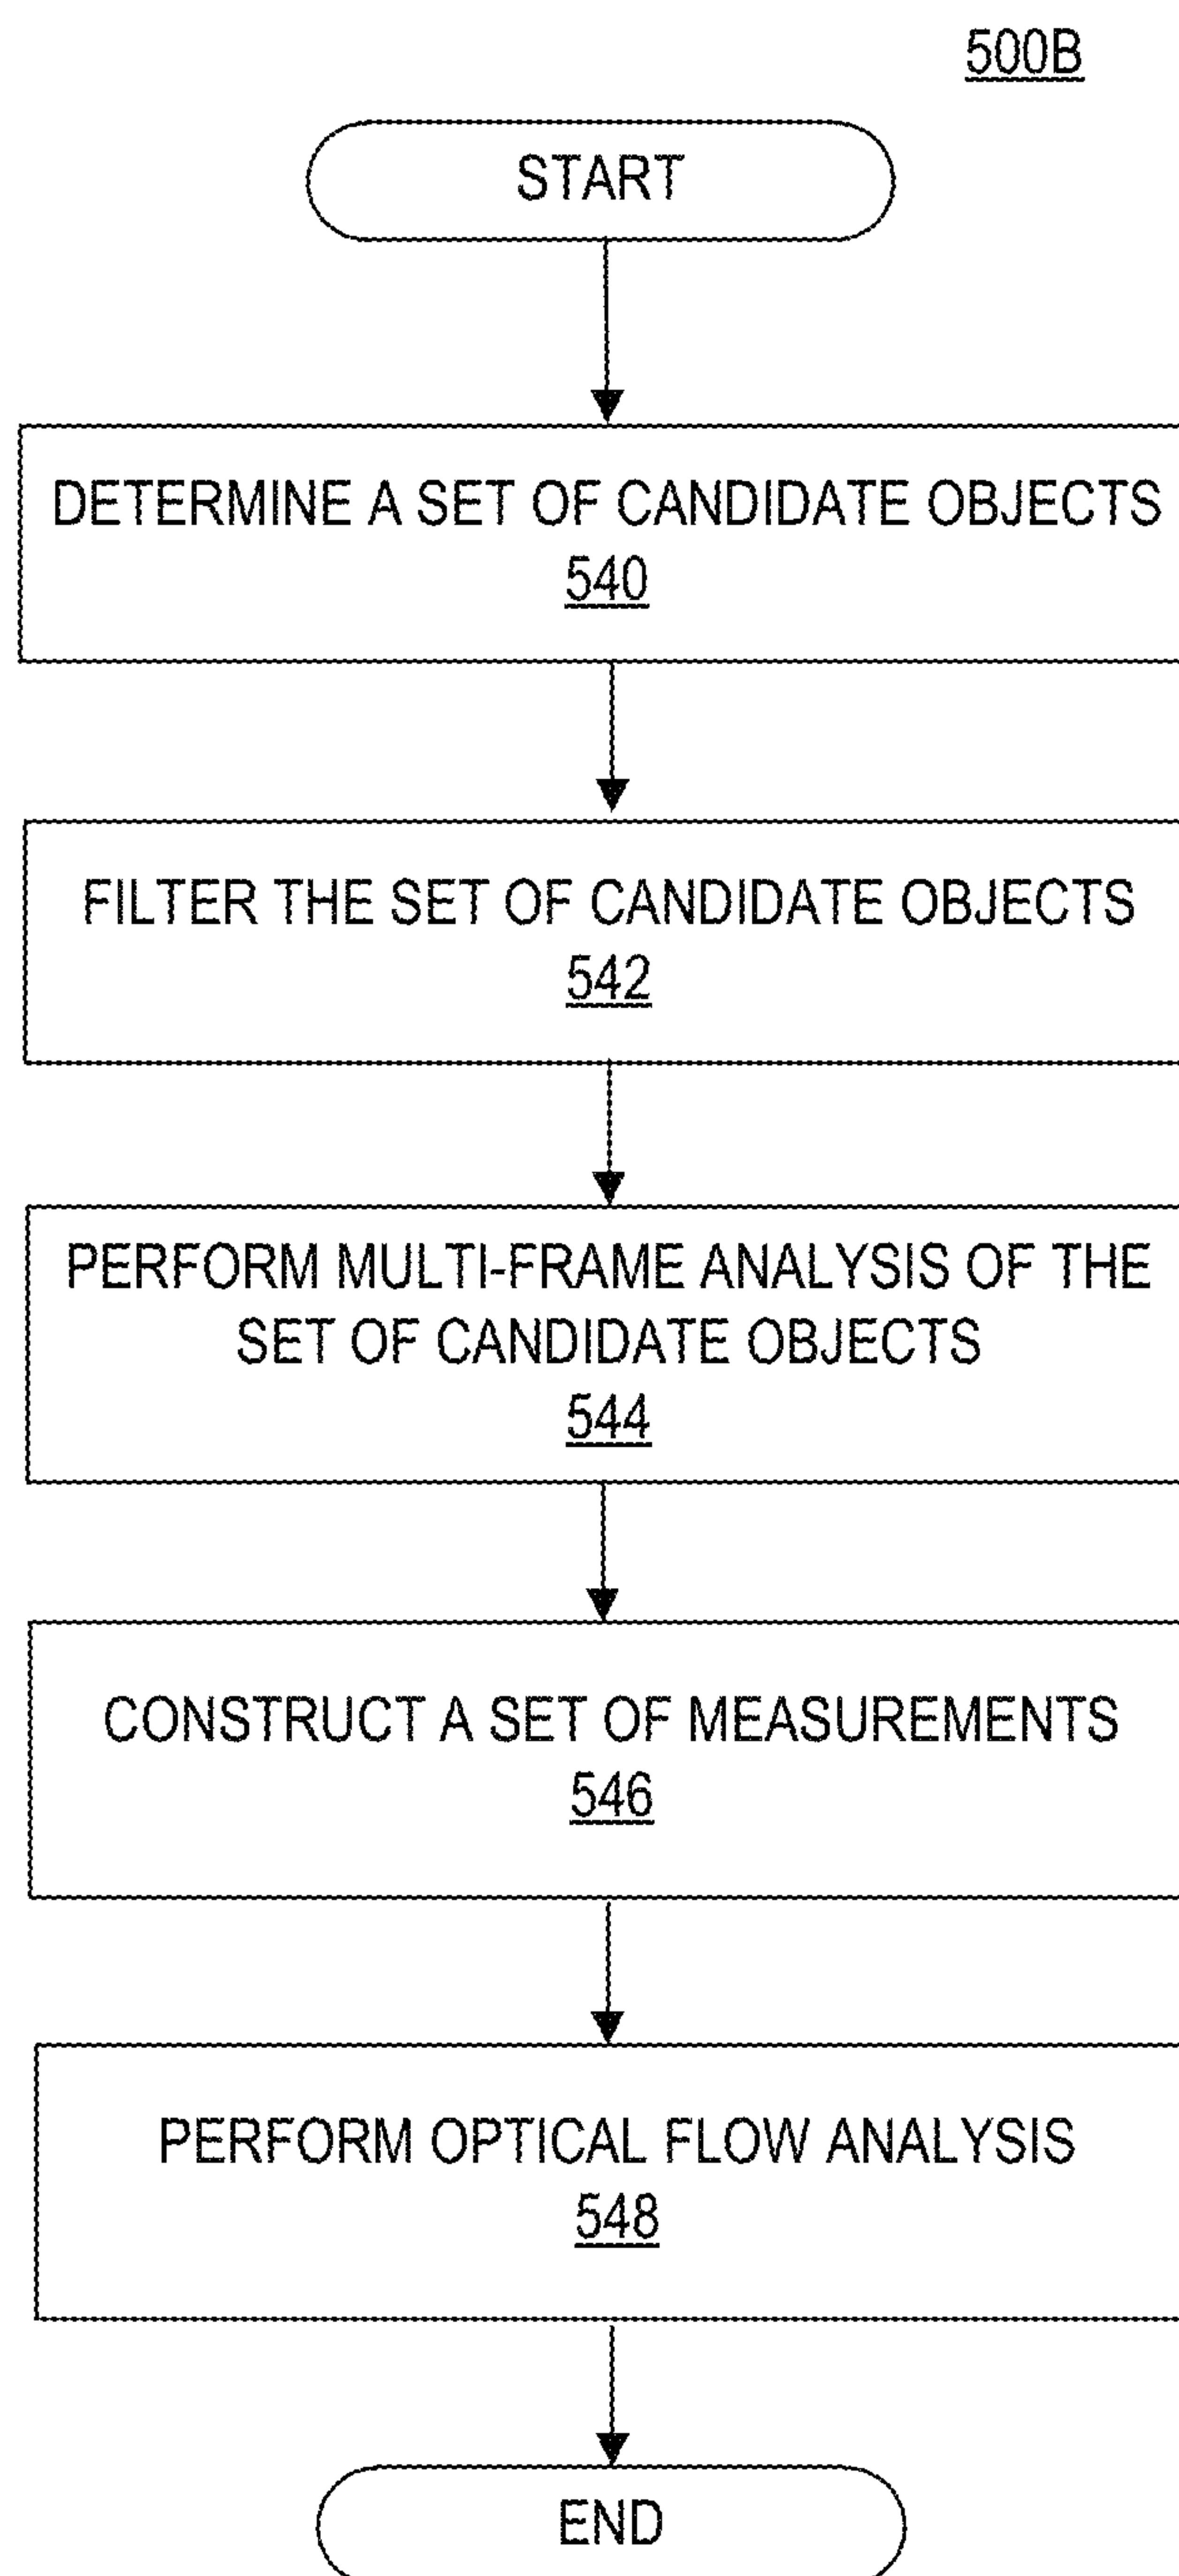 500B
START
DETERMINE A SET OF CANDIDATE OBJECTS
540
FILTER THE SET OF CANDIDATE OBJECTS
542
PERFORM MULTI-FRAME ANALYSIS OF THE
SET OF CANDIDATE OBJECTS
544
CONSTRUCT A SET OF MEASUREMENTS
546
PERFORM OPTICAL FLOW ANALYSIS
548
END